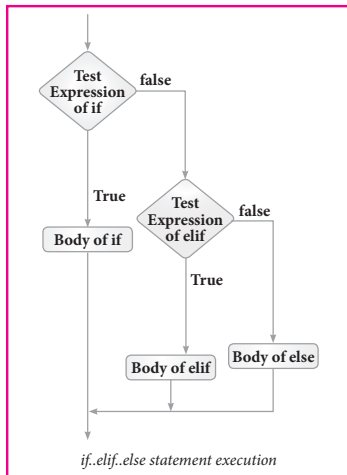 Test
Expression
of if
false
True
Body of if
Test
Expression
of elif
false
True
Body of elif
Body of else
if..elif..else statement execution